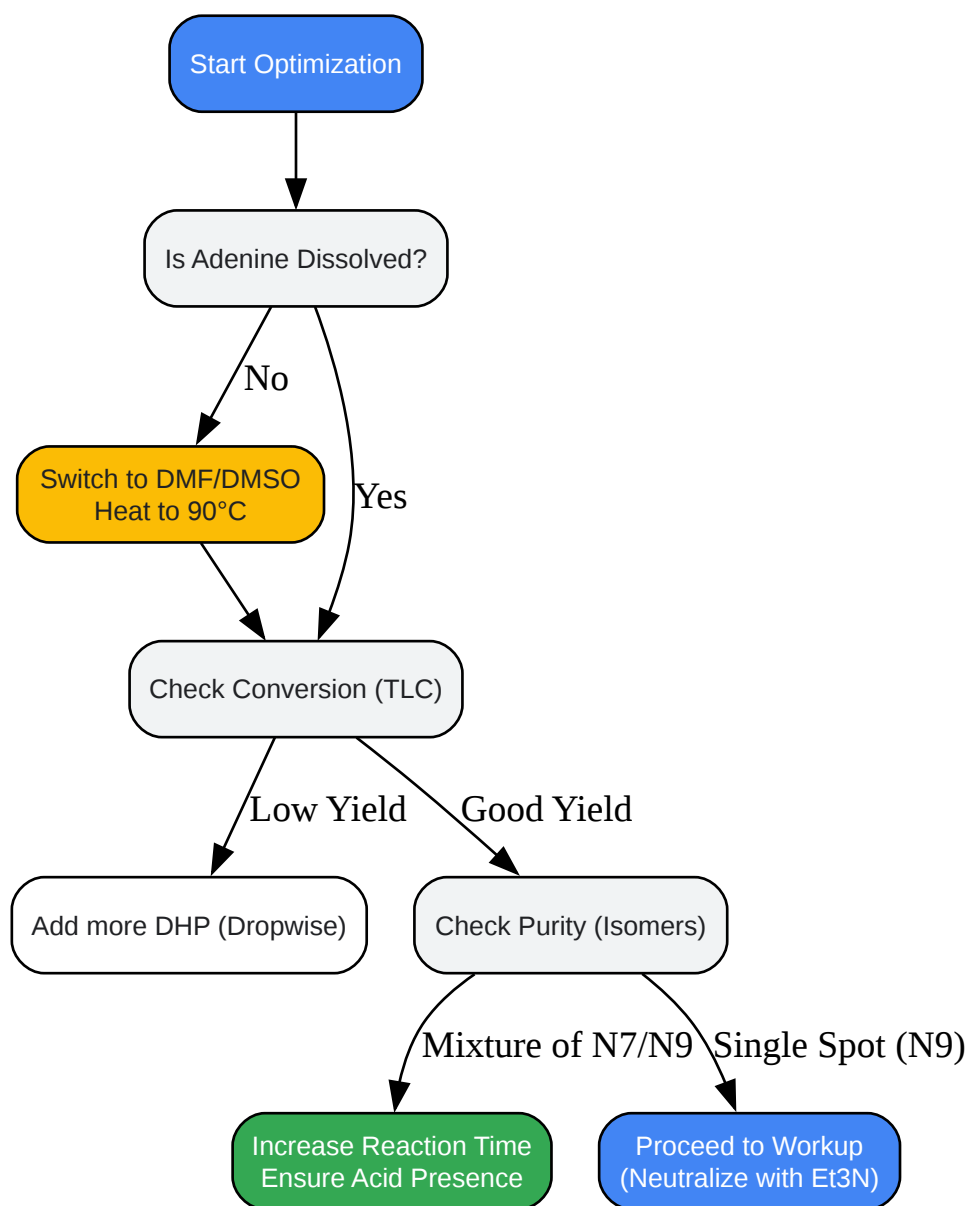 Start Optimization
Is Adenine Dissolved?
No
Switch to DMF/DMSO
Heat to 90°C
Yes
Check Conversion (TLC)
Low Yield
Good Yield
Add more DHP (Dropwise)
Check Purity (Isomers)
Mixture of N7/N9
Single Spot (N9)
Increase Reaction Time
Ensure Acid Presence
Proceed to Workup
(Neutralize with Et3N)